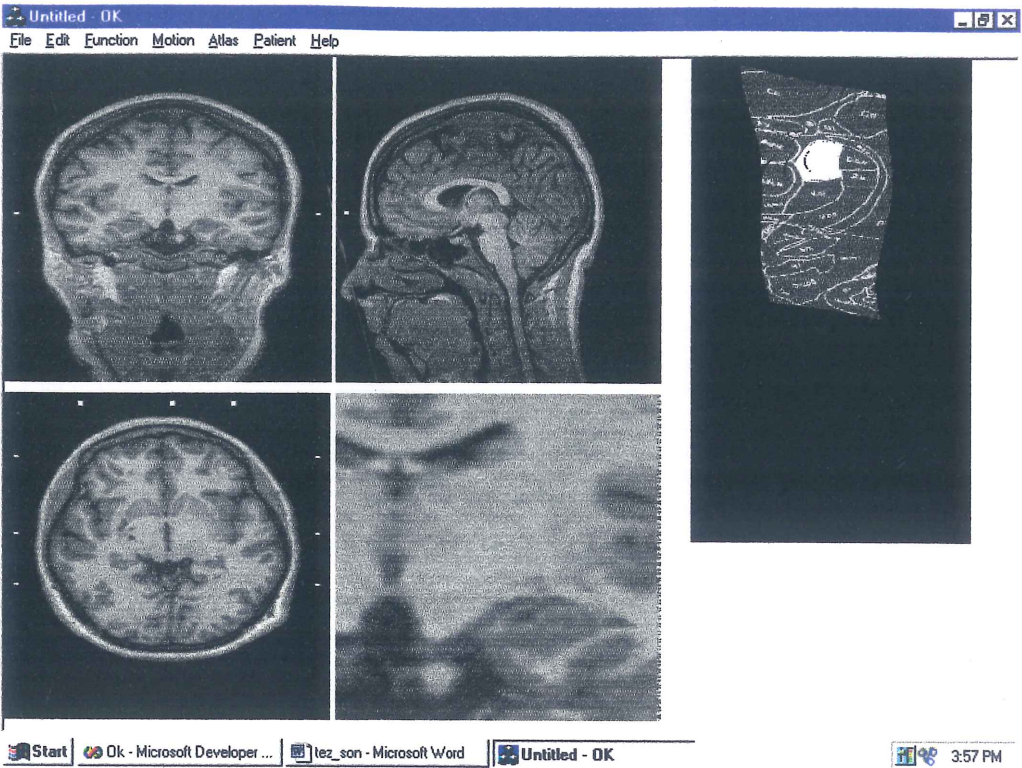 Untitled - OK
File Edit Function Motion Atlas Patient Help
Start Ok - Microsoft Developer ... tez_son - Microsoft Word Untitled - OK 3:57 PM